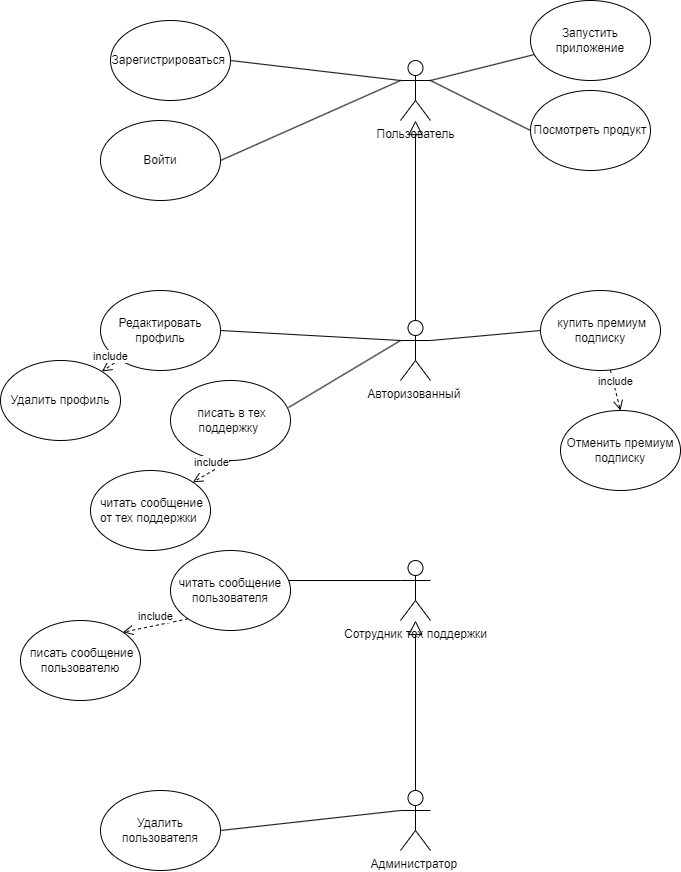 Запустить
приложение
Зарегистрироваться
Посмотреть продукт
Пользователь
Войти
Редактировать
профиль
купить премиум
подписку
include
include
Авторизованный
Удалить профиль
писать в тех
поддержку
Отменить премиум
подписку
include
читать сообщение
от тех поддержки
читать сообщение
пользователя
include
Сотрудник тех поддержки
писать сообщение
пользователю
Удалить
пользователя
Администратор